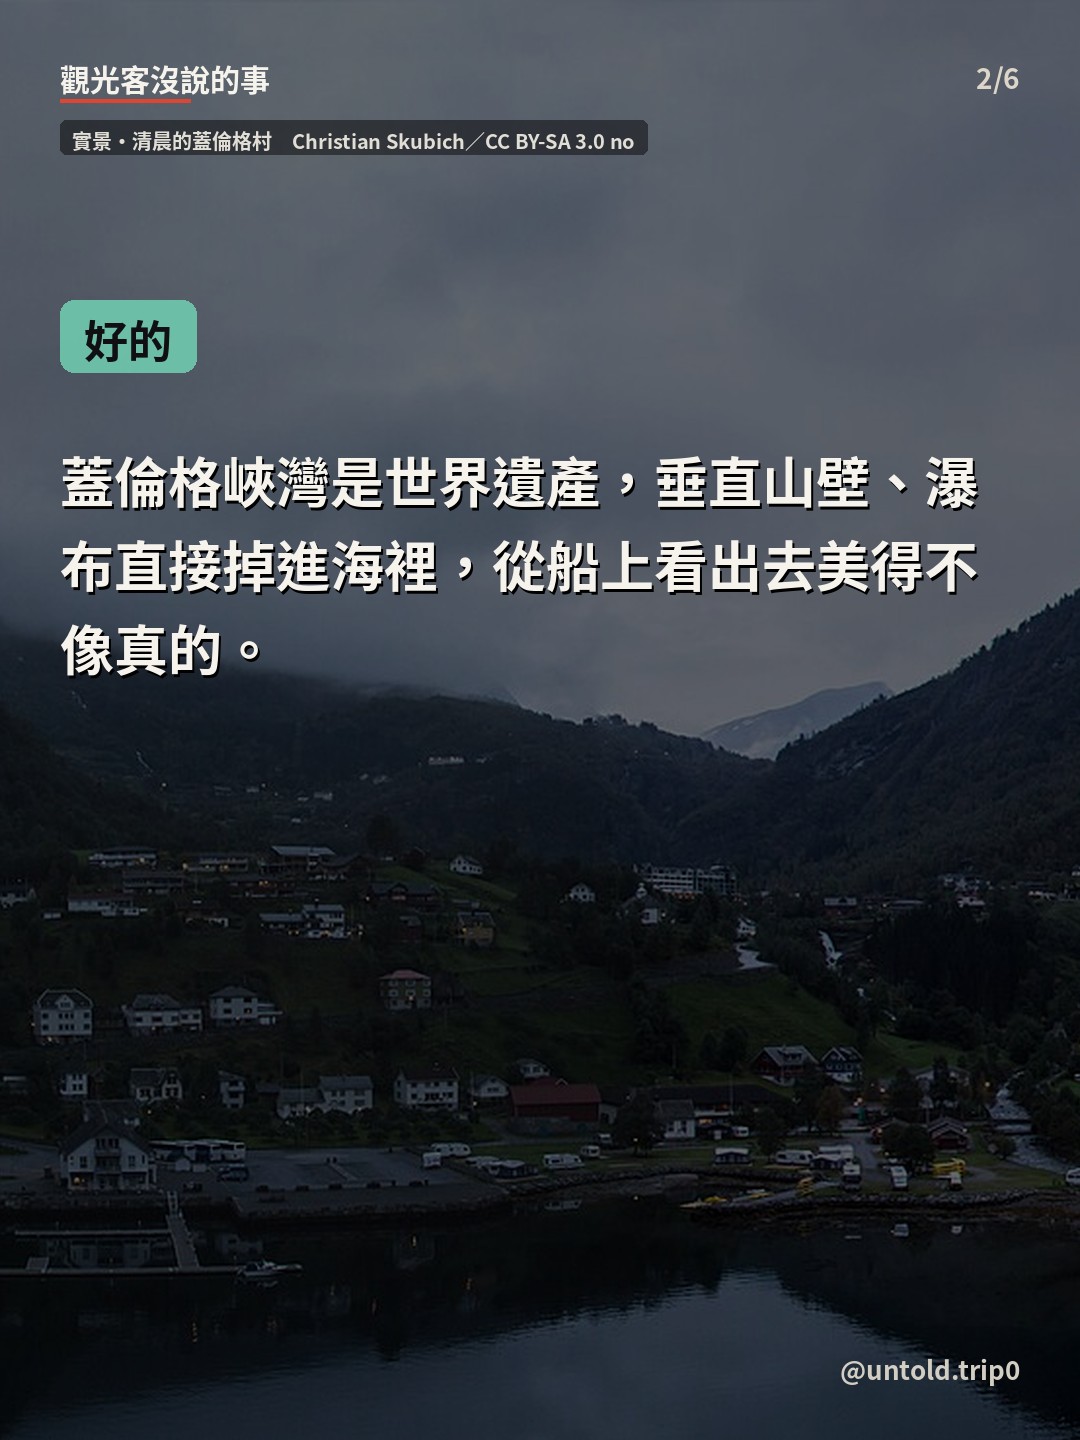 觀光客沒說的事
2/6
實景・清晨的蓋倫格村　Christian Skubich／CC BY-SA 3.0 no
好的
蓋倫格峽灣是世界遺產，垂直山壁、瀑
布直接掉進海裡，從船上看出去美得不
像真的。
@untold.trip0